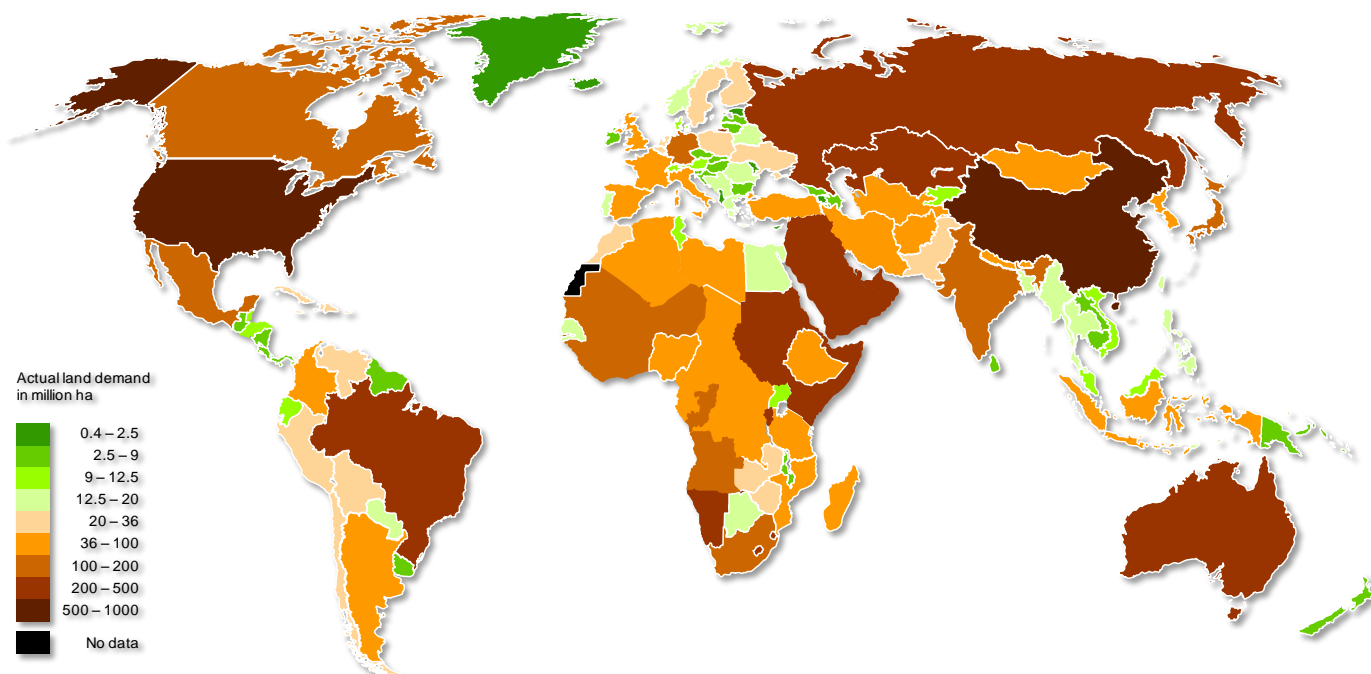 Actual land demand
in million ha
0.4 – 2.5
2.5 – 9
9 – 12.5
12.5 – 20
20 – 36
36 – 100
100 – 200
200 – 500
500 – 1000
No data